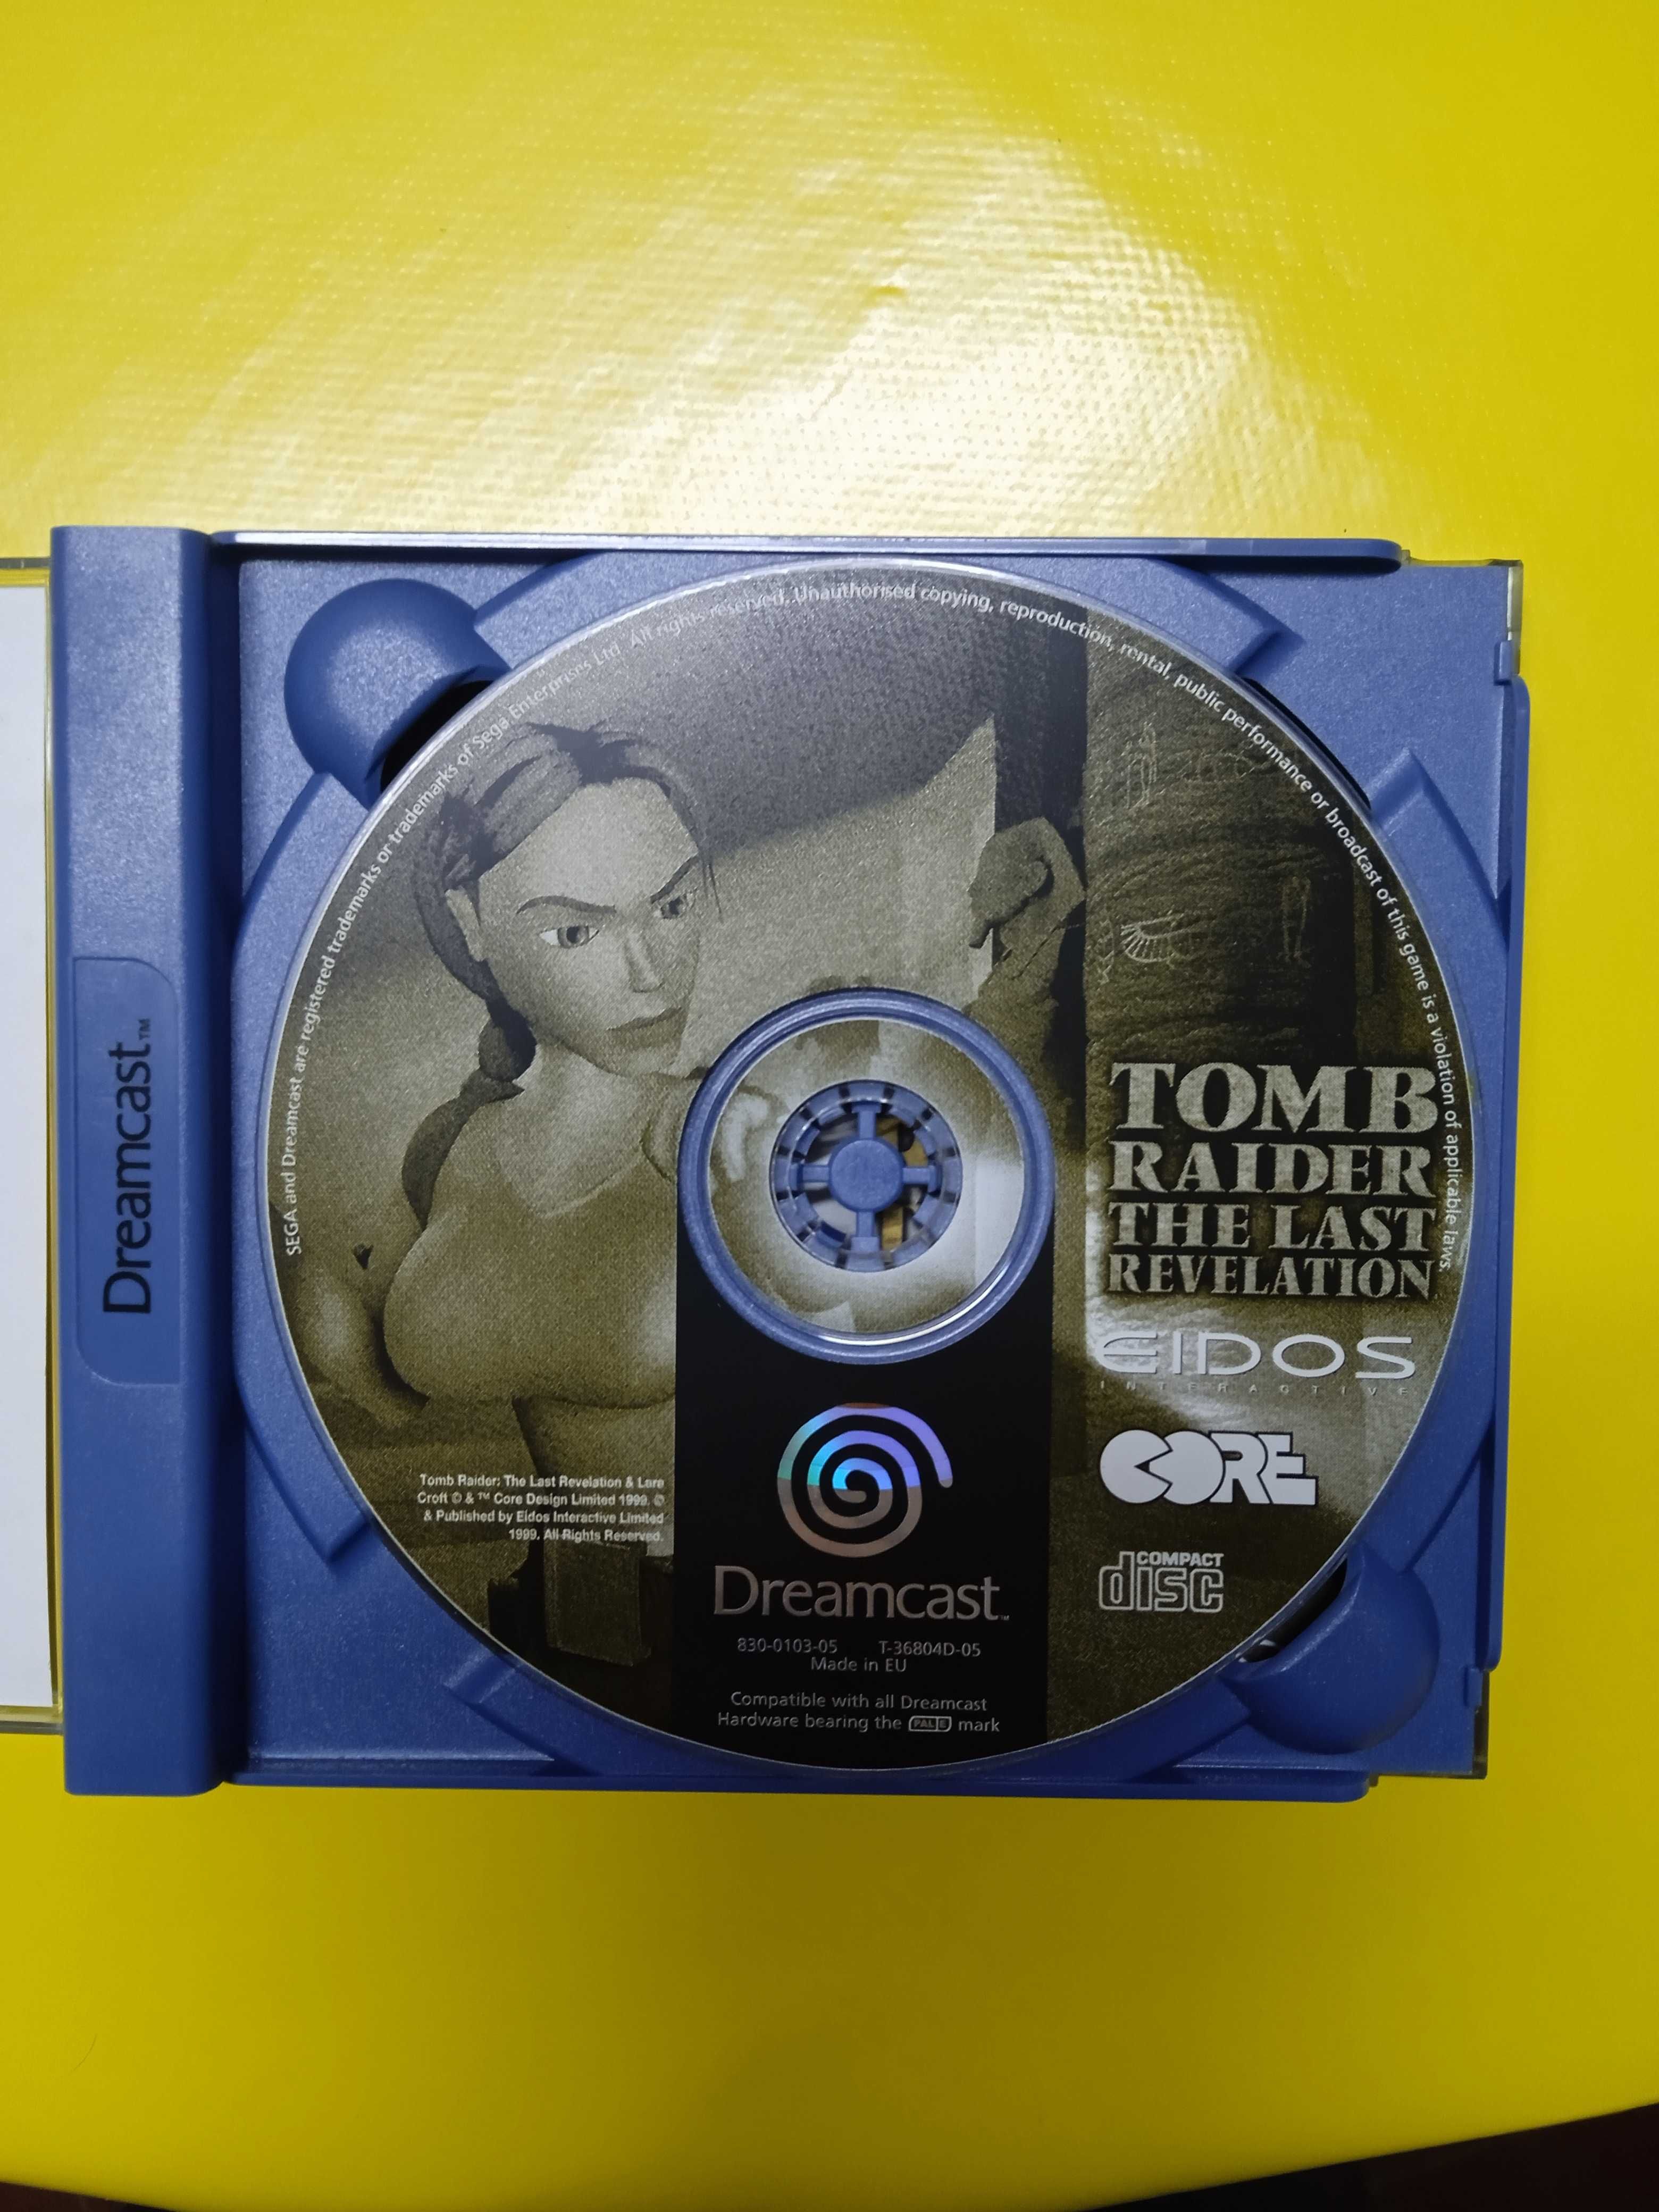 Dreamcast™
SEGA and Dreamcast are registered trademarks or trademarks of Sega Enterprises Ltd. All rights reserved. Unauthorised copying, reproduction, rental, public performance or broadcast of this game is a violation of applicable laws.
TOMB
RAIDER
THE LAST
REVELATION
EIDOS
INTERACTIVE
CORE
COMPACT
disc
Tomb Raider: The Last Revelation & Lara
Croft © & ™ Core Design Limited 1999. ©
& Published by Eidos Interactive Limited
1999. All Rights Reserved.
Dreamcast™
830-0103-05 T-36804D-05
Made in EU
Compatible with all Dreamcast
Hardware bearing the PAL E mark